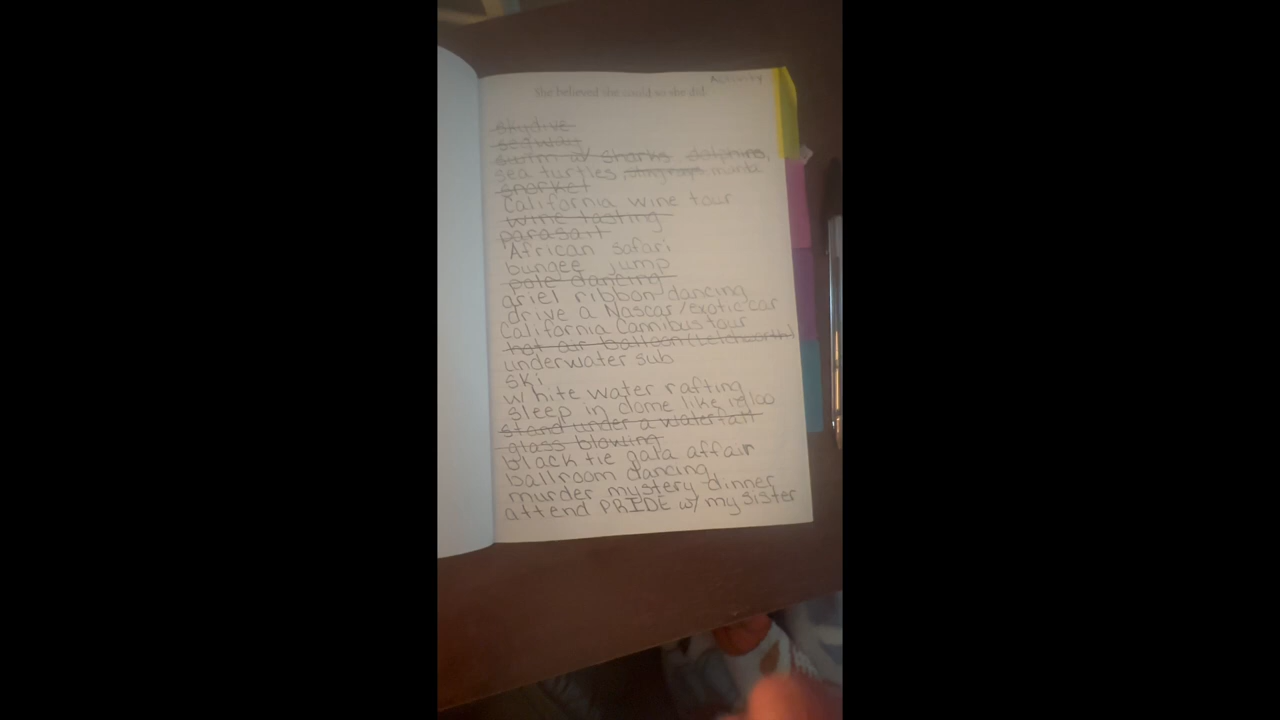 Activity
She believed she could so she did
skydive
segway
swim w/ sharks dolphins,
sea turtles, stingrays manta
snorkel
California wine tour
wine tasting
parasail
African safari
bungee jump
pole dancing
ariel ribbon dancing
drive a Nascar/exotic car
California Cannibus tour
hot air balloon (Letchworth)
underwater sub
ski
white water rafting
sleep in dome like igloo
stand under a waterfall
glass blowing
black tie gala affair
ballroom dancing
murder mystery dinner
attend PRIDE w/ my sister